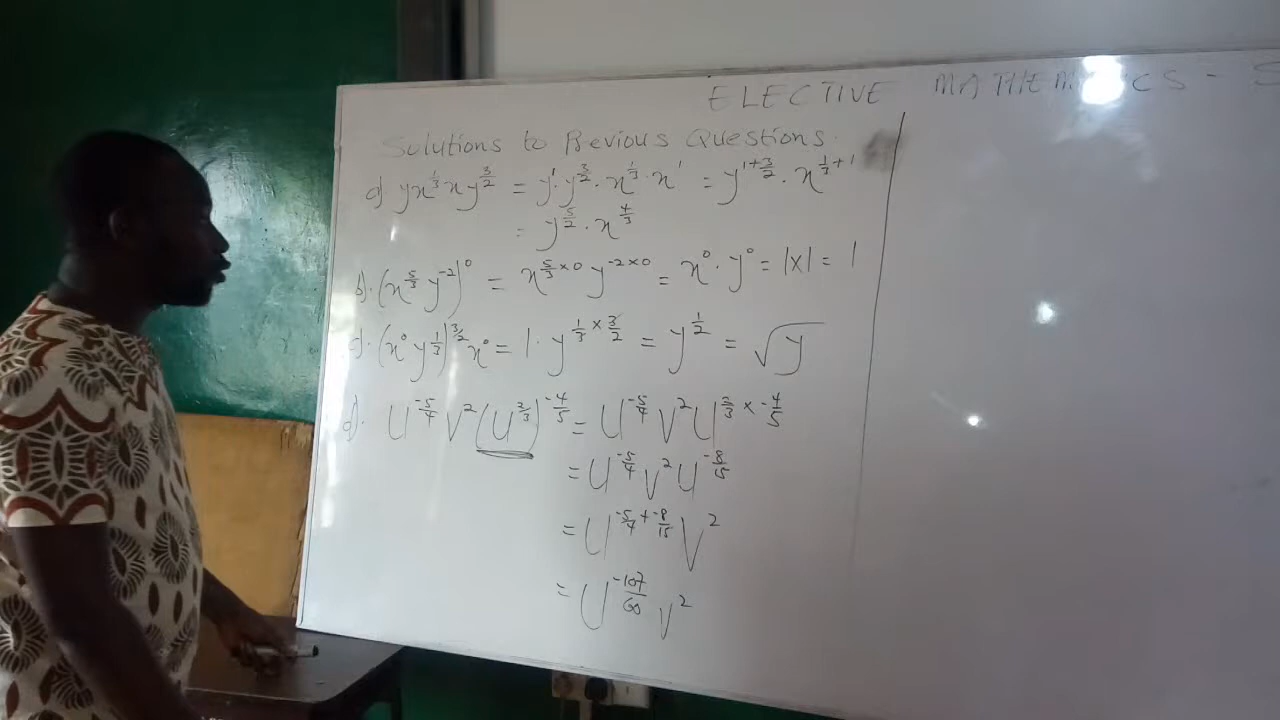 ELECTIVE MATHEMATICS - S
Solutions to Previous Questions.
a) yx^{1/3}xy^{3/2} = y^1·y^{3/2}·x^{1/3}·x^1 = y^{1+3/2}·x^{1/3+1}
= y^{5/2}·x^{4/3}
b). (x^{5/3}y^{-2})^0 = x^{5/3×0}y^{-2×0} = x^0·y^0 = 1×1 = 1
c). (x^0y^{1/3})^{3/2}x^0 = 1·y^{1/3×3/2} = y^{1/2} = √y
d). U^{-5/4}V^2(U^{2/3})^{-4/5} = U^{-5/4}V^2U^{2/3×-4/5}
= U^{-5/4}V^2U^{-8/15}
= U^{-5/4+-8/15}V^2
= U^{-107/60}V^2